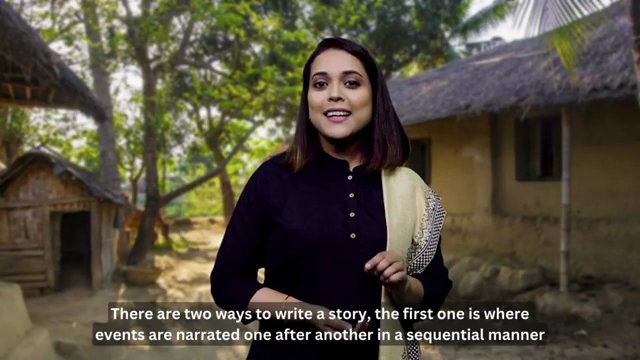 There are two ways to write a story, the first one is where
events are narrated one after another in a sequential manner